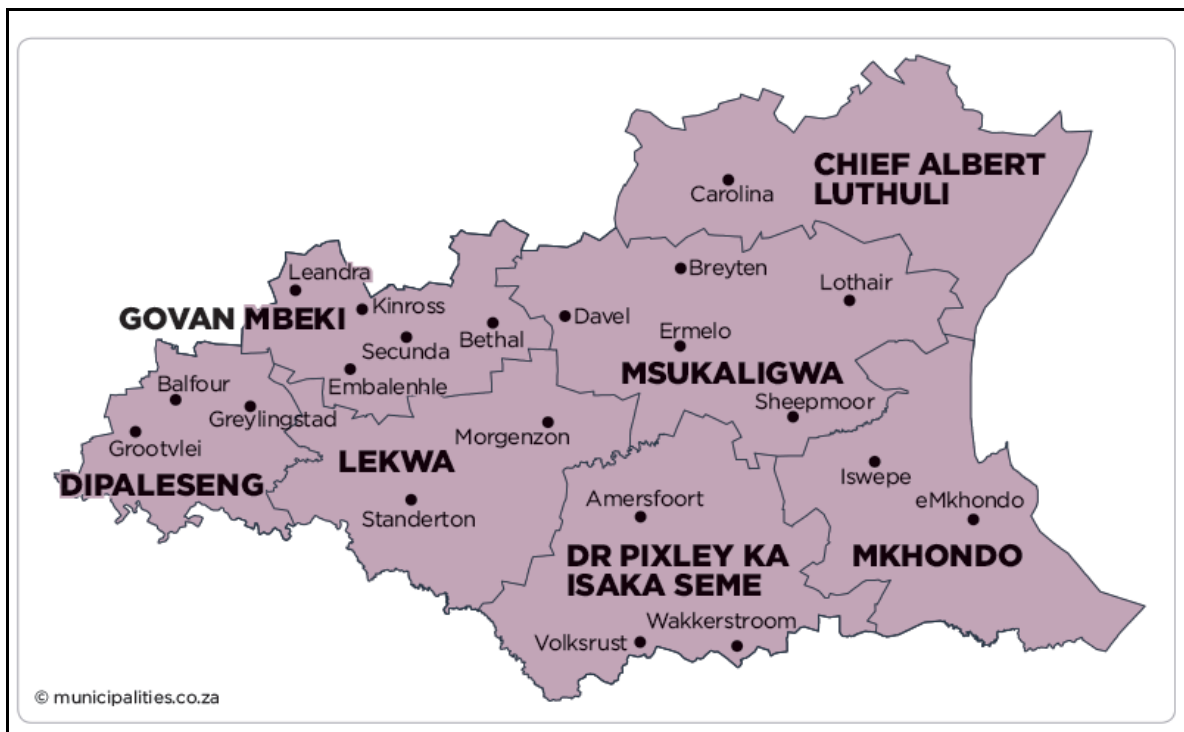 CHIEF ALBERT
LUTHULI
Carolina
Breyten
Lothair
Leandra
Kinross
GOVAN MBEKI
Davel
Bethal
Ermelo
Secunda
MSUKALIGWA
Embalenhle
Balfour
Sheepmoor
Greylingstad
Morgenzon
Grootvlei
LEKWA
Iswepe
DIPALESENG
Amersfoort
eMkhondo
Standerton
DR PIXLEY KA
ISAKA SEME
MKHONDO
Wakkerstroom
Volksrust
© municipalities.co.za